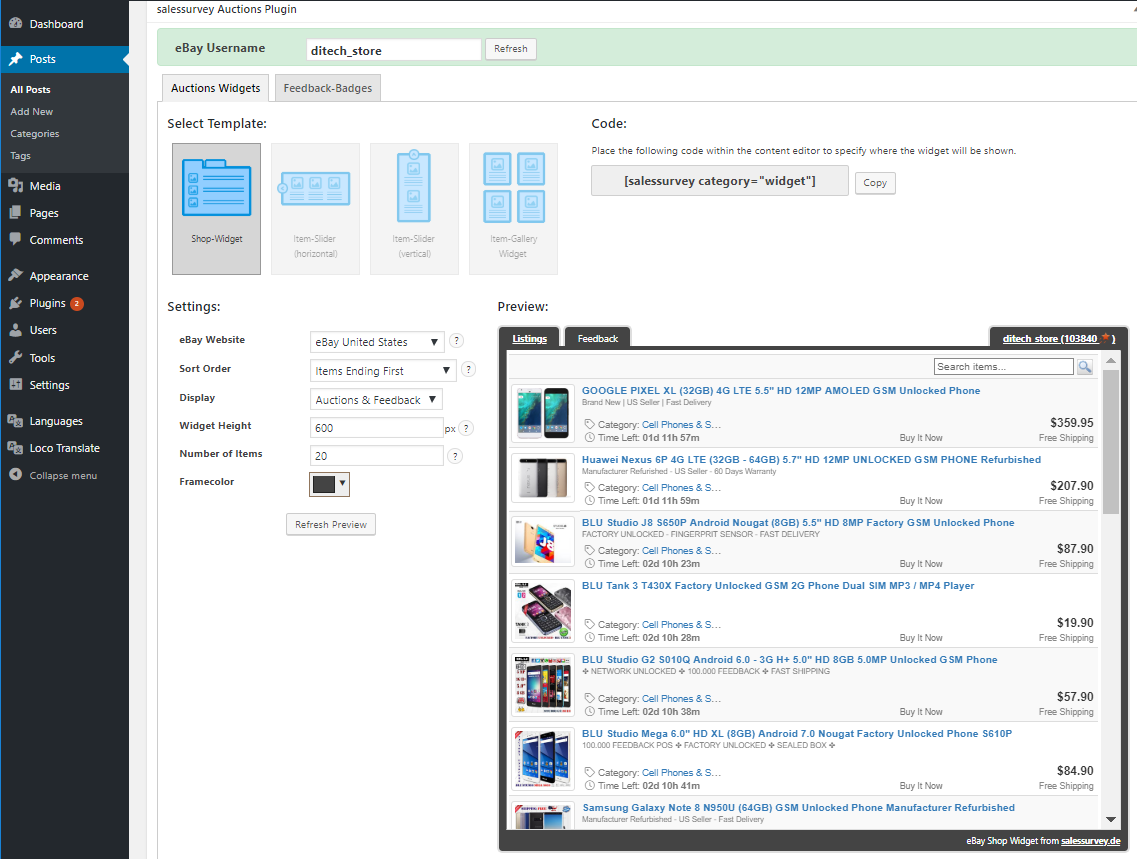 salessurvey Auctions Plugin
Dashboard
Posts
All Posts
Add New
Categories
Tags
Media
Pages
Comments
Appearance
Plugins 2
Users
Tools
Settings
Languages
Loco Translate
Collapse menu
eBay Username ditech_store Refresh
Auctions Widgets Feedback-Badges
Select Template:
Shop-Widget
Item-Slider
(horizontal)
Item-Slider
(vertical)
Item-Gallery
Widget
Code:
Place the following code within the content editor to specify where the widget will be shown.
[salessurvey category="widget"] Copy
Settings:
eBay Website eBay United States ?
Sort Order Items Ending First ?
Display Auctions & Feedback
Widget Height 600 px ?
Number of Items 20 ?
Framecolor
Refresh Preview
Preview:
Listings Feedback ditech_store (103840 )
Search items...
GOOGLE PIXEL XL (32GB) 4G LTE 5.5" HD 12MP AMOLED GSM Unlocked Phone
Brand New | US Seller | Fast Delivery
Category: Cell Phones & S... $359.95
Time Left: 01d 11h 57m Buy It Now Free Shipping
Huawei Nexus 6P 4G LTE (32GB - 64GB) 5.7" HD 12MP UNLOCKED GSM PHONE Refurbished
Manufacturer Refurished - US Seller - 60 Days Warranty
Category: Cell Phones & S... $207.90
Time Left: 01d 11h 59m Buy It Now Free Shipping
BLU Studio J8 S650P Android Nougat (8GB) 5.5" HD 8MP Factory GSM Unlocked Phone
FACTORY UNLOCKED - FINGERPRIT SENSOR - FAST DELIVERY
Category: Cell Phones & S... $87.90
Time Left: 02d 10h 23m Buy It Now Free Shipping
BLU Tank 3 T430X Factory Unlocked GSM 2G Phone Dual SIM MP3 / MP4 Player
Category: Cell Phones & S... $19.90
Time Left: 02d 10h 28m Buy It Now Free Shipping
BLU Studio G2 S010Q Android 6.0 - 3G H+ 5.0" HD 8GB 5.0MP Unlocked GSM Phone
✤ NETWORK UNLOCKED ✤ 100.000 FEEDBACK ✤ FAST SHIPPING
Category: Cell Phones & S... $57.90
Time Left: 02d 10h 38m Buy It Now Free Shipping
BLU Studio Mega 6.0" HD XL (8GB) Android 7.0 Nougat Factory Unlocked Phone S610P
100.000 FEEDBACK POS ✤ FACTORY UNLOCKED ✤ SEALED BOX ✤
Category: Cell Phones & S... $84.90
Time Left: 02d 10h 41m Buy It Now Free Shipping
Samsung Galaxy Note 8 N950U (64GB) GSM Unlocked Phone Manufacturer Refurbished
Manufacturer Refurbished - US Seller - Fast Delivery
eBay Shop Widget from salessurvey.de